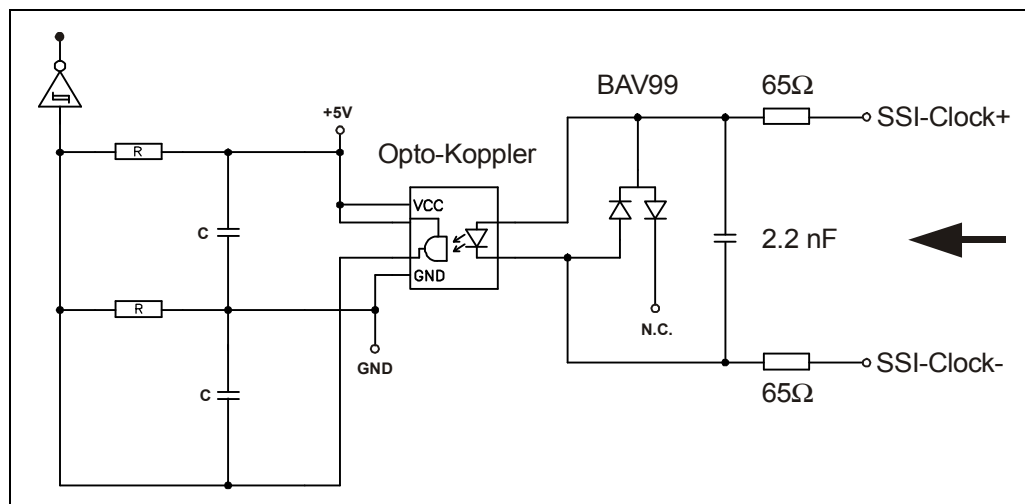 BAV99
65Ω
SSI-Clock+
+5V
Opto-Koppler
R
VCC
C
2.2 nF
GND
R
N.C.
GND
SSI-Clock-
C
65Ω